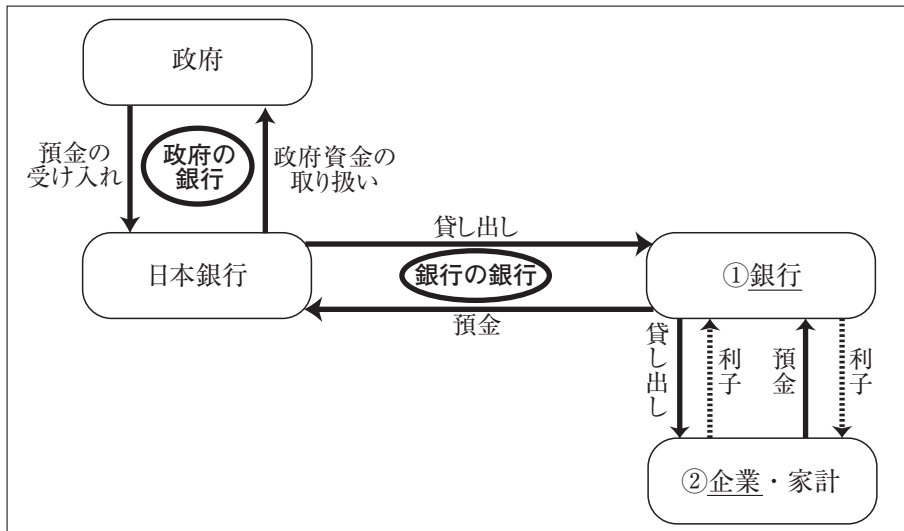 政府
預金の
受け入れ
政府の
銀行
政府資金の
取り扱い
日本銀行
貸し出し
銀行の銀行
預金
①銀行
貸し出し
利子
預金
利子
②企業・家計